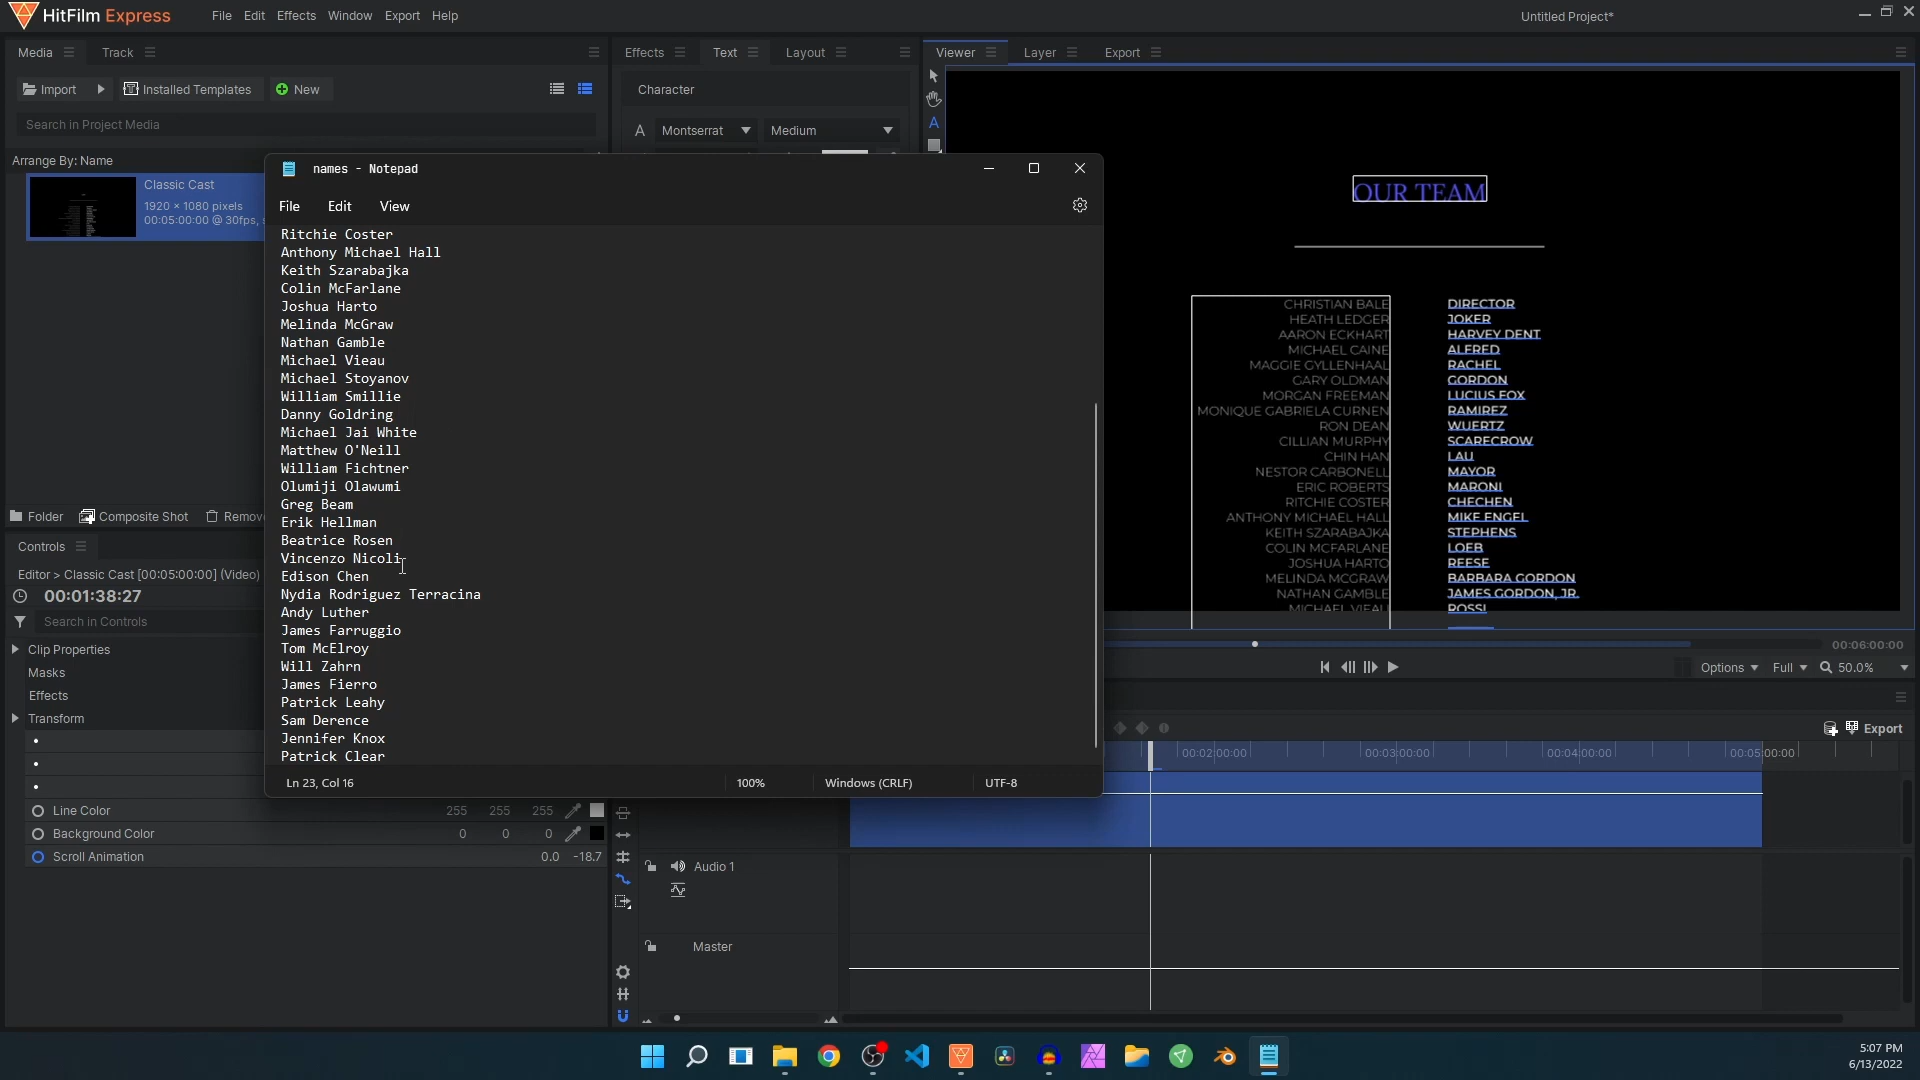 HitFilm Express
File Edit Effects Window Export Help
Untitled Project*
Media
Track
Import
Installed Templates
New
Search in Project Media
Arrange By: Name
Classic Cast
1920 × 1080 pixels
00:05:00:00 @ 30fps,
Folder
Composite Shot
Remov
Controls
Editor > Classic Cast [00:05:00:00] (Video)
00:01:38:27
Search in Controls
Clip Properties
Masks
Effects
Transform
Line Color 255 255 255
Background Color 0 0 0
Scroll Animation 0.0 -18.7
Effects
Text
Layout
Character
A Montserrat Medium
names - Notepad
File Edit View
Ritchie Coster
Anthony Michael Hall
Keith Szarabajka
Colin McFarlane
Joshua Harto
Melinda McGraw
Nathan Gamble
Michael Vieau
Michael Stoyanov
William Smillie
Danny Goldring
Michael Jai White
Matthew O'Neill
William Fichtner
Olumiji Olawumi
Greg Beam
Erik Hellman
Beatrice Rosen
Vincenzo Nicoli
Edison Chen
Nydia Rodriguez Terracina
Andy Luther
James Farruggio
Tom McElroy
Will Zahrn
James Fierro
Patrick Leahy
Sam Derence
Jennifer Knox
Patrick Clear
Ln 23, Col 16
100%
Windows (CRLF)
UTF-8
Viewer
Layer
Export
A
OUR TEAM
CHRISTIAN BALE DIRECTOR
HEATH LEDGER JOKER
AARON ECKHART HARVEY DENT
MICHAEL CAINE ALFRED
MAGGIE GYLLENHAAL RACHEL
GARY OLDMAN GORDON
MORGAN FREEMAN LUCIUS FOX
MONIQUE GABRIELA CURNEN RAMIREZ
RON DEAN WUERTZ
CILLIAN MURPHY SCARECROW
CHIN HAN LAU
NESTOR CARBONELL MAYOR
ERIC ROBERTS MARONI
RITCHIE COSTER CHECHEN
ANTHONY MICHAEL HALL MIKE ENGEL
KEITH SZARABAJKA STEPHENS
COLIN MCFARLANE LOEB
JOSHUA HARTO REESE
MELINDA MCGRAW BARBARA GORDON
NATHAN GAMBLE JAMES GORDON, JR.
MICHAEL VIEAU ROSSI
00:06:00:00
Options
Full
50.0%
Export
00:02:00:00 00:03:00:00 00:04:00:00 00:05:00:00
Audio 1
Master
5:07 PM
6/13/2022